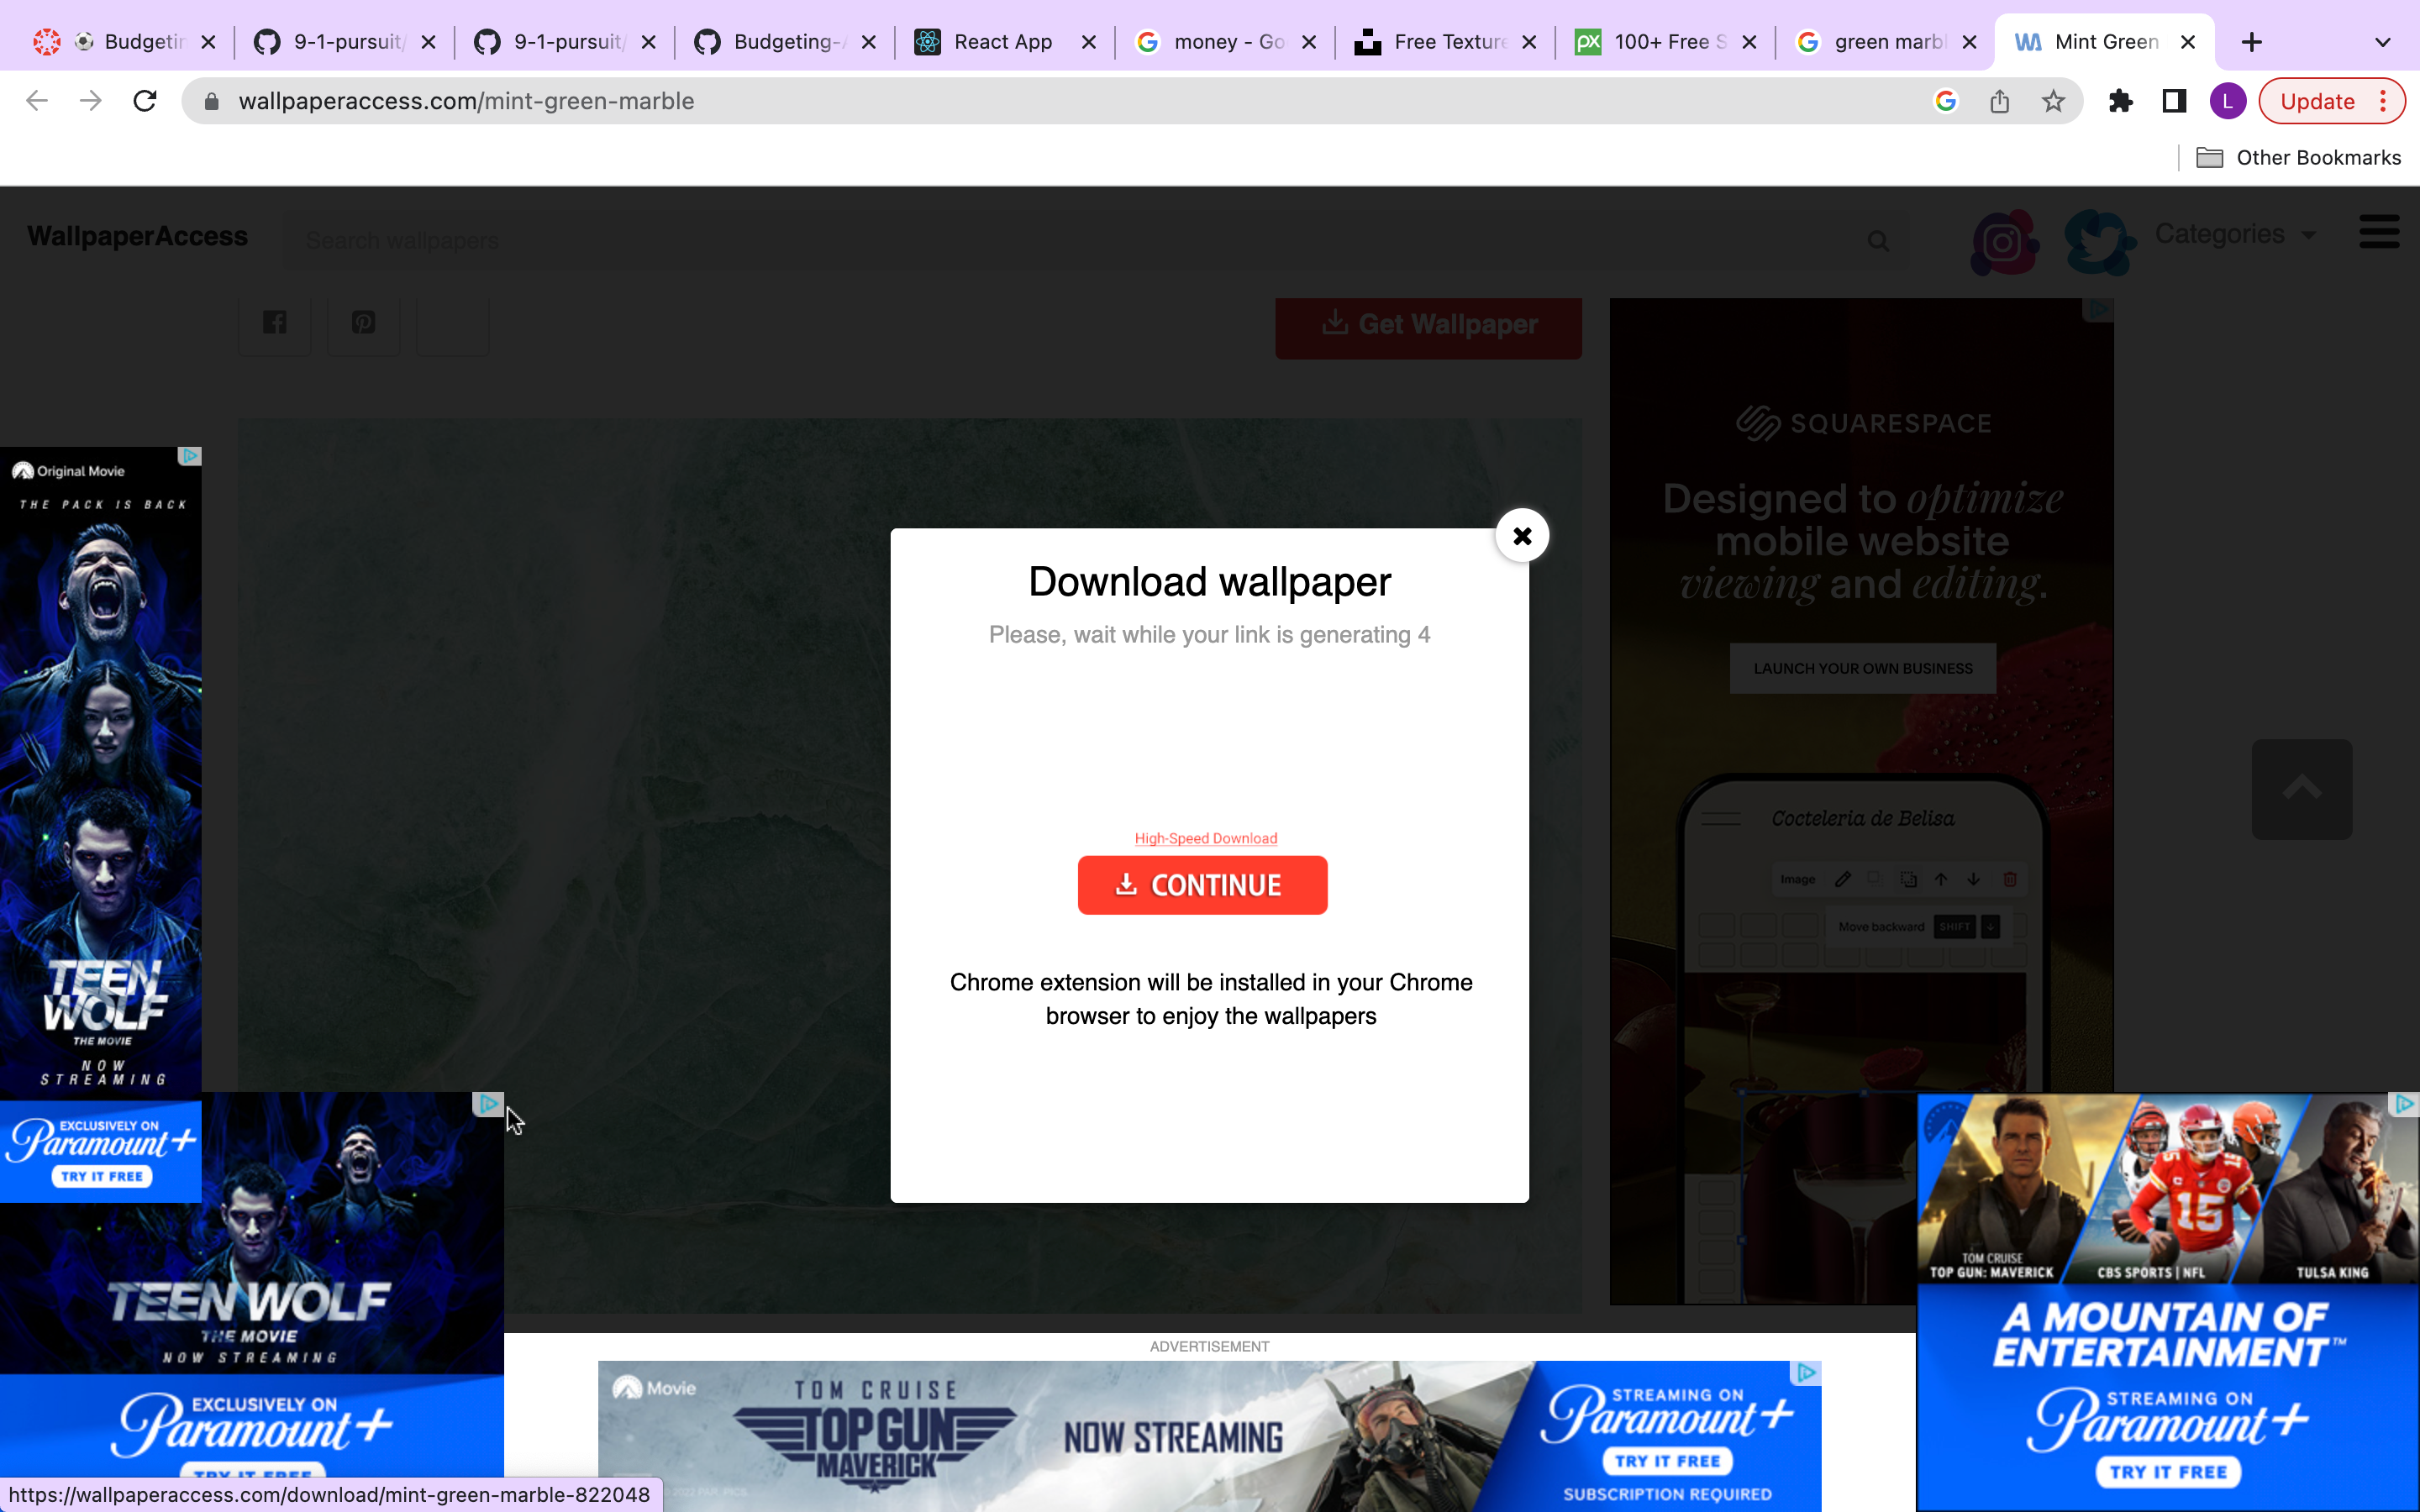 Budgetin
9-1-pursuit/
9-1-pursuit/
Budgeting-A
React App
money - Go
Free Texture
100+ Free S
green marbl
Mint Green
wallpaperaccess.com/mint-green-marble
L
Update
Other Bookmarks
WallpaperAccess
Search wallpapers
Categories
Get Wallpaper
SQUARESPACE
Designed to optimize
mobile website
viewing and editing.
LAUNCH YOUR OWN BUSINESS
Cocteleria de Belisa
Image
Move backward SHIFT
Original Movie
THE PACK IS BACK
TEEN
WOLF
THE MOVIE
NOW
STREAMING
EXCLUSIVELY ON
Paramount+
TRY IT FREE
Download wallpaper
Please, wait while your link is generating 4
High-Speed Download
CONTINUE
Chrome extension will be installed in your Chrome
browser to enjoy the wallpapers
TEEN WOLF
THE MOVIE
NOW STREAMING
EXCLUSIVELY ON
Paramount+
TRY IT FREE
15
TOM CRUISE
TOP GUN: MAVERICK
CBS SPORTS | NFL
TULSA KING
A MOUNTAIN OF
ENTERTAINMENT™
STREAMING ON
Paramount+
TRY IT FREE
ADVERTISEMENT
Movie
TOM CRUISE
TOPGUN
MAVERICK
NOW STREAMING
STREAMING ON
Paramount+
TRY IT FREE
SUBSCRIPTION REQUIRED
2022 PAR. PICS.
https://wallpaperaccess.com/download/mint-green-marble-822048